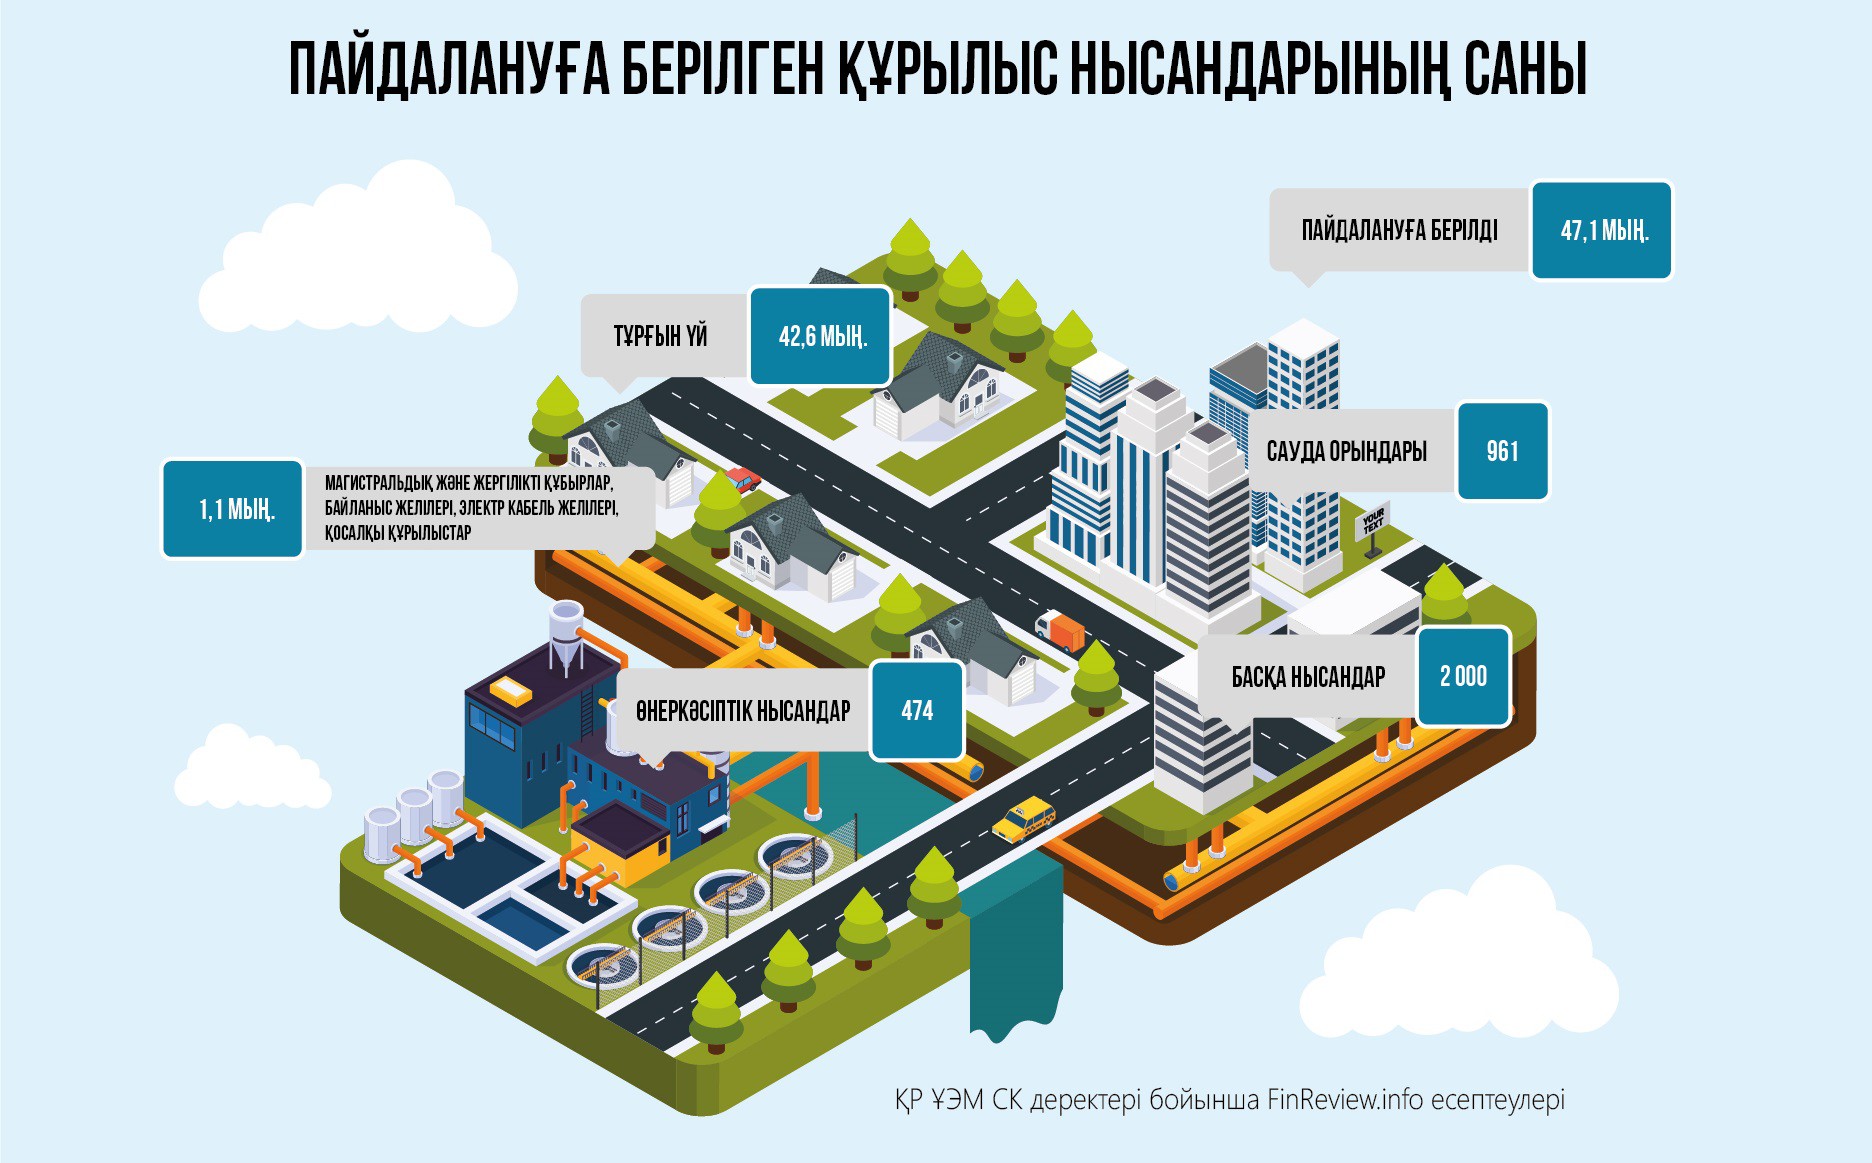 ПАЙДАЛАНУҒА БЕРІЛГЕН ҚҰРЫЛЫС НЫСАНДАРЫНЫҢ САНЫ
ПАЙДАЛАНУҒА БЕРІЛДІ
47,1 МЫҢ.
ТҰРҒЫН ҮЙ
42,6 МЫҢ.
САУДА ОРЫНДАРЫ
961
1,1 МЫҢ.
МАГИСТРАЛЬДЫҚ ЖӘНЕ ЖЕРГІЛІКТІ ҚҰБЫРЛАР,
БАЙЛАНЫС ЖЕЛІЛЕРІ, ЭЛЕКТР КАБЕЛЬ ЖЕЛІЛЕРІ,
ҚОСАЛҚЫ ҚҰРЫЛЫСТАР
YOUR
TEXT
БАСҚА НЫСАНДАР
2 000
ӨНЕРКӘСІПТІК НЫСАНДАР
474
ҚР ҰЭМ СК деректері бойынша FinReview.info есептеулері